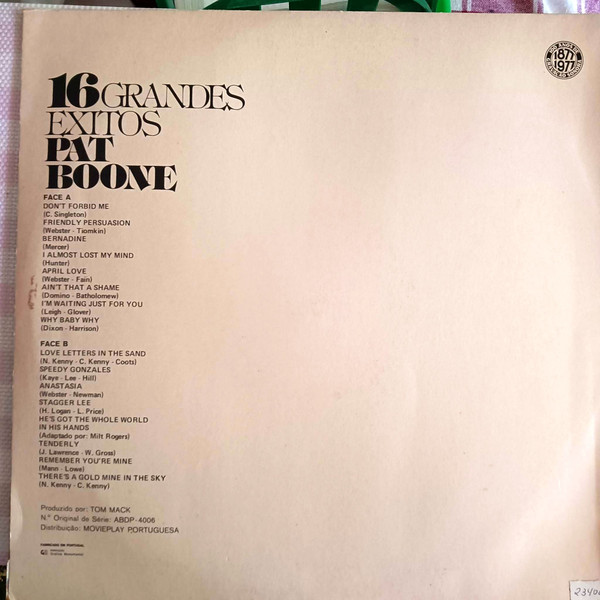 16 GRANDES
EXITOS
PAT
BOONE
FACE A
DON'T FORBID ME
(C. Singleton)
FRIENDLY PERSUASION
(Webster - Tiomkin)
BERNADINE
(Mercer)
I ALMOST LOST MY MIND
(Hunter)
APRIL LOVE
(Webster - Fain)
AIN'T THAT A SHAME
(Domino - Batholomew)
I'M WAITING JUST FOR YOU
(Leigh - Glover)
WHY BABY WHY
(Dixon - Harrison)
FACE B
LOVE LETTERS IN THE SAND
(N. Kenny - C. Kenny - Coots)
SPEEDY GONZALES
(Kaye - Lee - Hill)
ANASTASIA
(Webster - Newman)
STAGGER LEE
(H. Logan - L. Price)
HE'S GOT THE WHOLE WORLD
IN HIS HANDS
(Adaptado por: Milt Rogers)
TENDERLY
(J. Lawrence - W. Gross)
REMEMBER YOU'RE MINE
(Mann - Lowe)
THERE'S A GOLD MINE IN THE SKY
(N. Kenny - C. Kenny)
Produzido por: TOM MACK
N.º Original de Série: ABDP-4006
Distribuição: MOVIEPLAY PORTUGUESA
FABRICADO EM PORTUGAL
1877
1977
2340